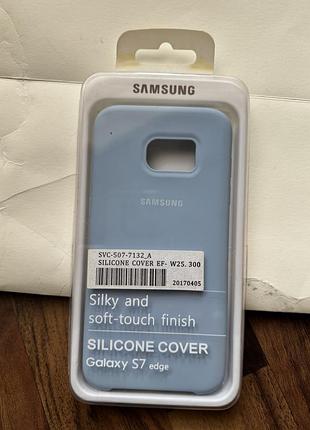 SAMSUNG
SAMSUNG
SVC-507-7132_A
SILICONE COVER EF- W25.300
20170405
Silky and
soft-touch finish
SILICONE COVER
Galaxy S7 edge